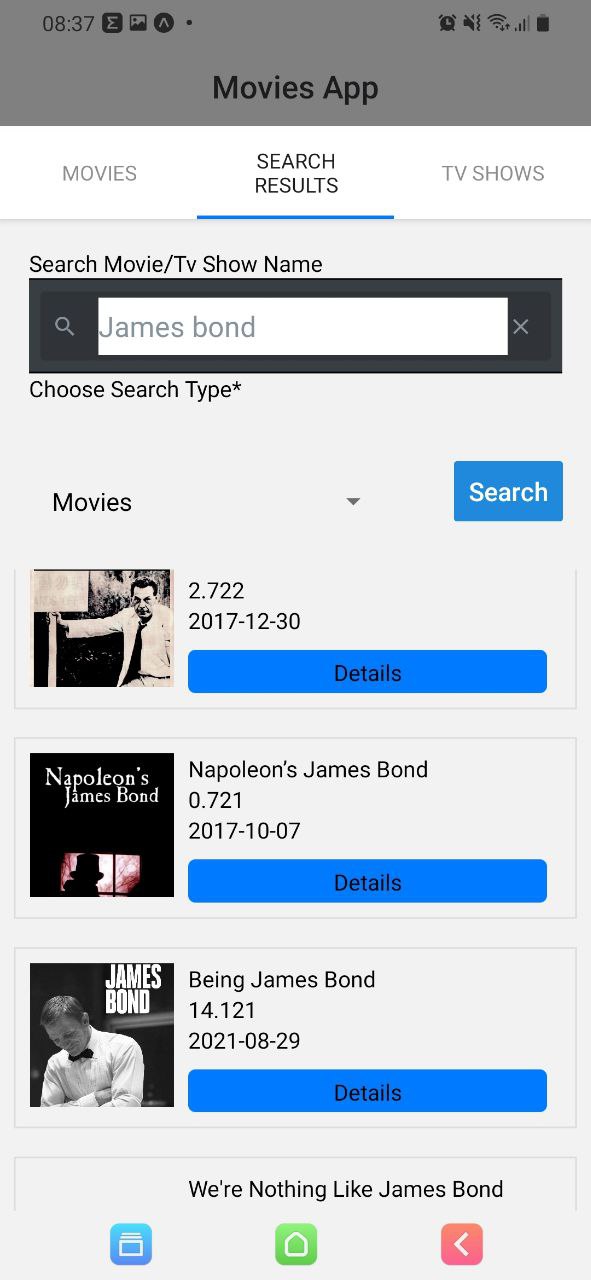 08:37
Movies App
MOVIES
SEARCH
RESULTS
TV SHOWS
Search Movie/Tv Show Name
James bond
Choose Search Type*
Movies
Search
2.722
2017-12-30
Details
Napoleon's
James Bond
Napoleon’s James Bond
0.721
2017-10-07
Details
JAMES
BOND
Being James Bond
14.121
2021-08-29
Details
We're Nothing Like James Bond